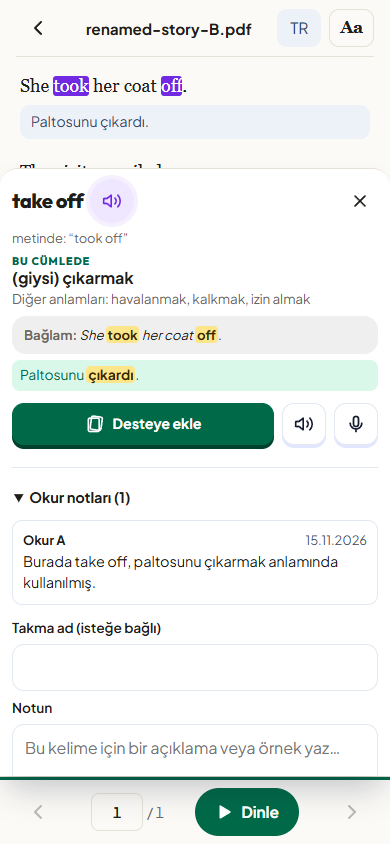 renamed-story-B.pdf
TR
Aa
She took her coat off.
Paltosunu çıkardı.
take off
metinde: “took off”
BU CÜMLEDE
(giysi) çıkarmak
Diğer anlamları: havalanmak, kalkmak, izin almak
Bağlam: She took her coat off.
Paltosunu çıkardı.
Desteye ekle
▼ Okur notları (1)
Okur A
15.11.2026
Burada take off, paltosunu çıkarmak anlamında
kullanılmış.
Takma ad (isteğe bağlı)
Notun
Bu kelime için bir açıklama veya örnek yaz…
1
/ 1
Dinle